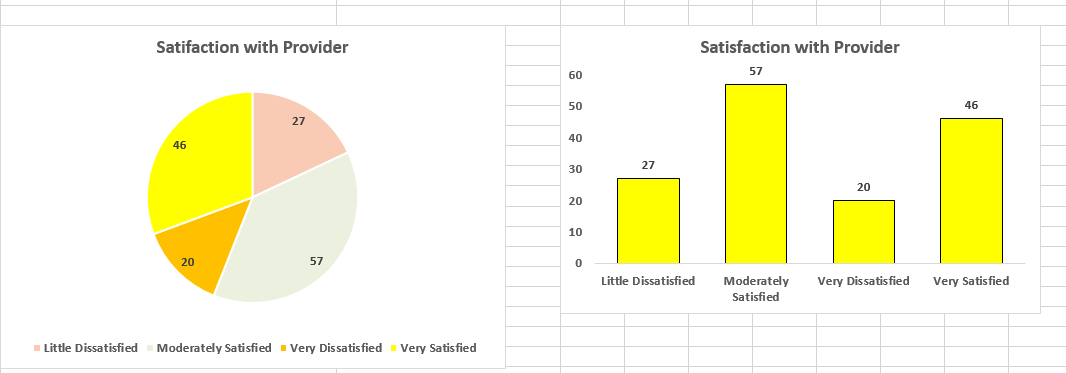 Satifaction with Provider
27
46
20
57
Little Dissatisfied Moderately Satisfied Very Dissatisfied Very Satisfied
Satisfaction with Provider
60
50
40
30
20
10
0
27
57
20
46
Little Dissatisfied
Moderately
Satisfied
Very Dissatisfied
Very Satisfied